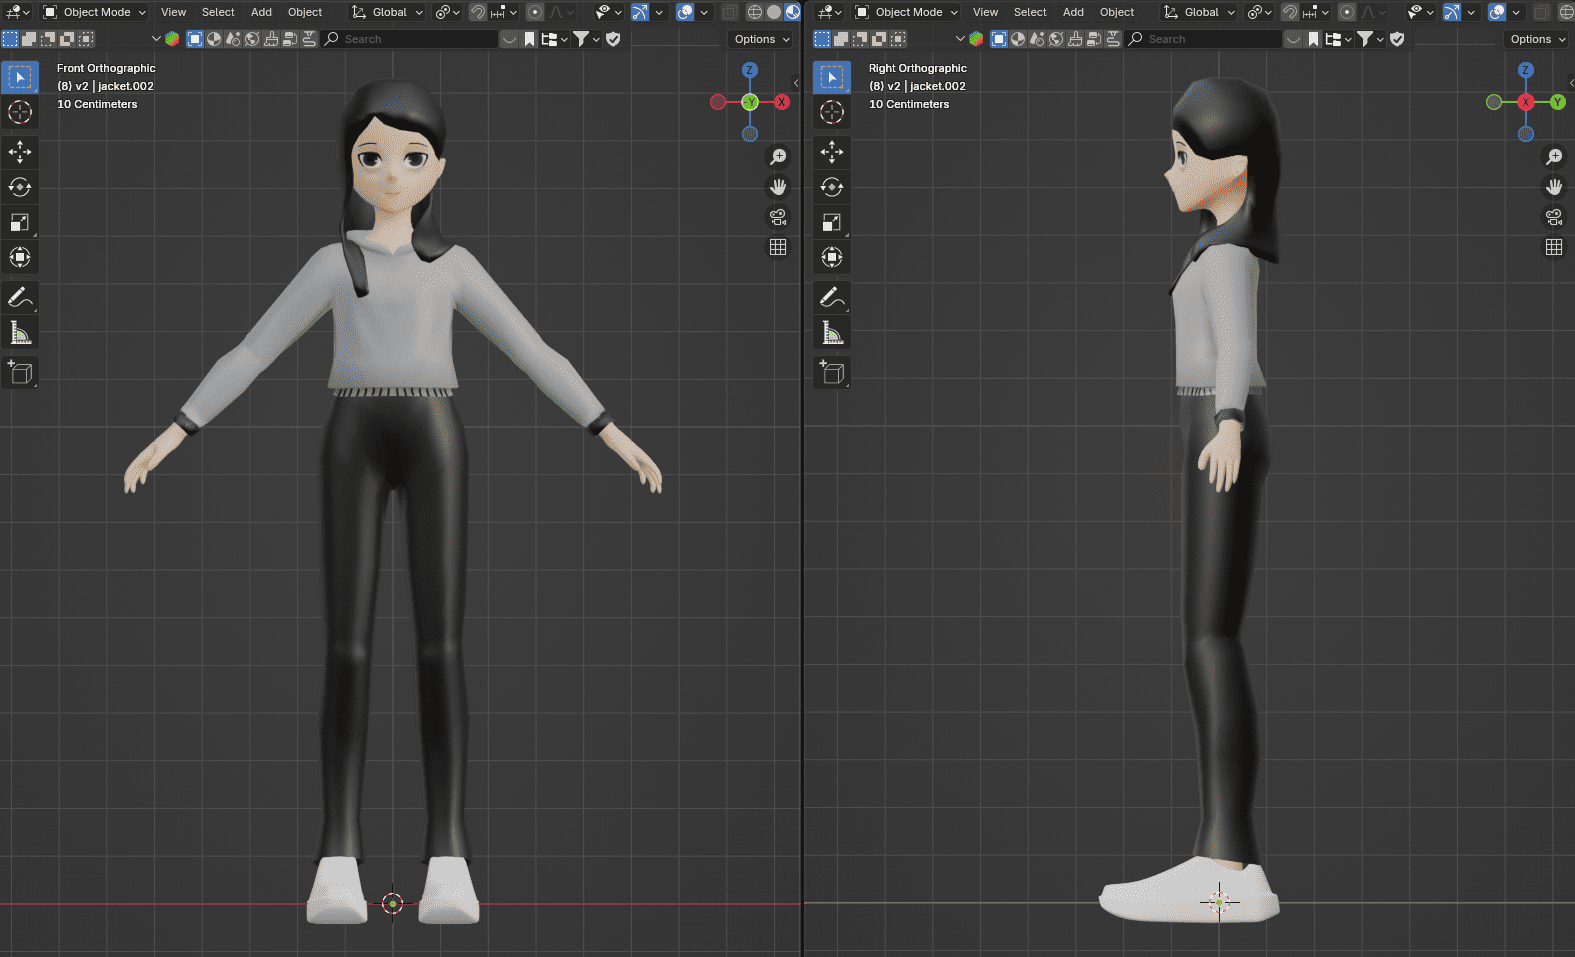 Object Mode View Select Add Object Global
Search Options
Front Orthographic
(8) v2 | jacket.002
10 Centimeters
Z
-Y X
Object Mode View Select Add Object Global
Search Options
Right Orthographic
(8) v2 | jacket.002
10 Centimeters
Z
X Y